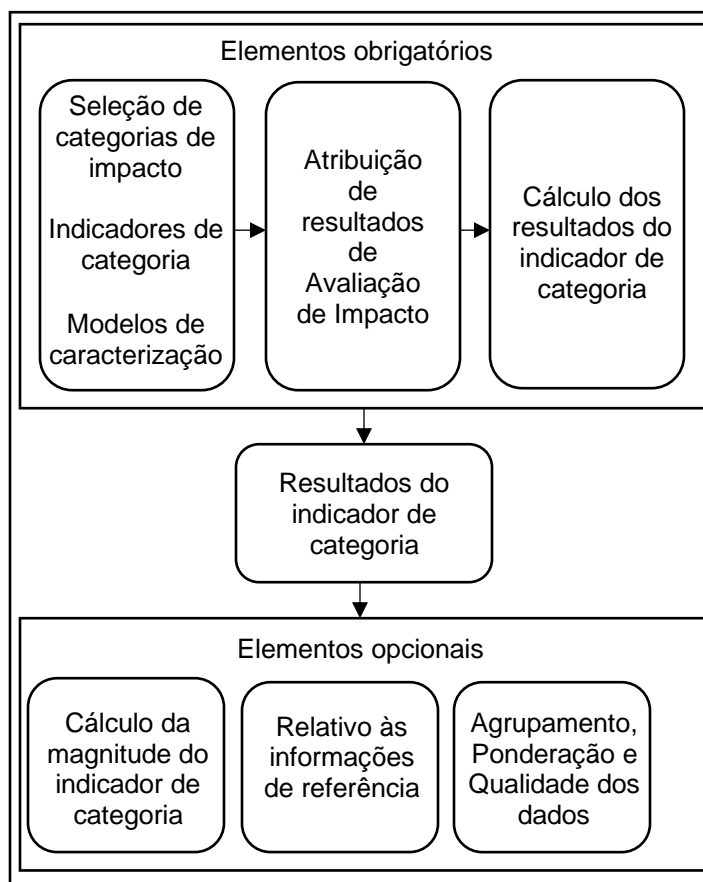 Elementos obrigatórios
Seleção de
categorias de
impacto
Indicadores de
categoria
Modelos de
caracterização
Atribuição
de
resultados
de
Avaliação
de Impacto
Cálculo dos
resultados do
indicador de
categoria
Resultados do
indicador de
categoria
Elementos opcionais
Cálculo da
magnitude do
indicador de
categoria
Relativo às
informações
de referência
Agrupamento,
Ponderação e
Qualidade dos
dados